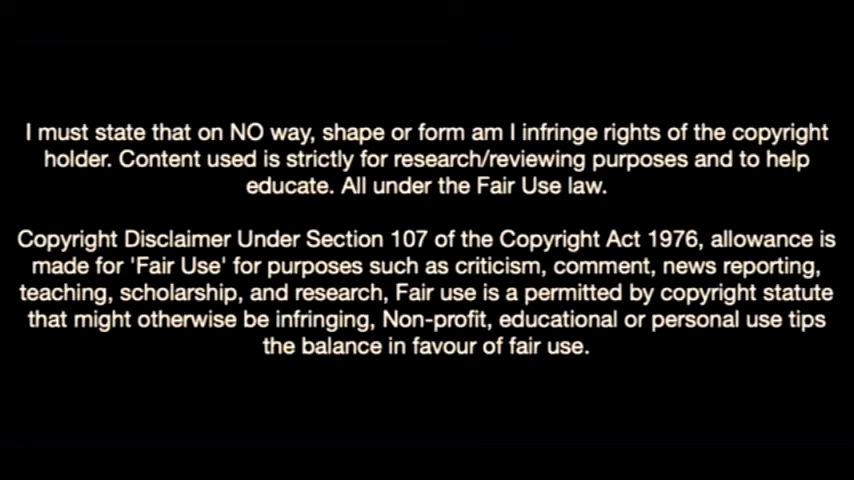 I must state that on NO way, shape or form am I infringe rights of the copyright
holder. Content used is strictly for research/reviewing purposes and to help
educate. All under the Fair Use law.
Copyright Disclaimer Under Section 107 of the Copyright Act 1976, allowance is
made for 'Fair Use' for purposes such as criticism, comment, news reporting,
teaching, scholarship, and research, Fair use is a permitted by copyright statute
that might otherwise be infringing, Non-profit, educational or personal use tips
the balance in favour of fair use.